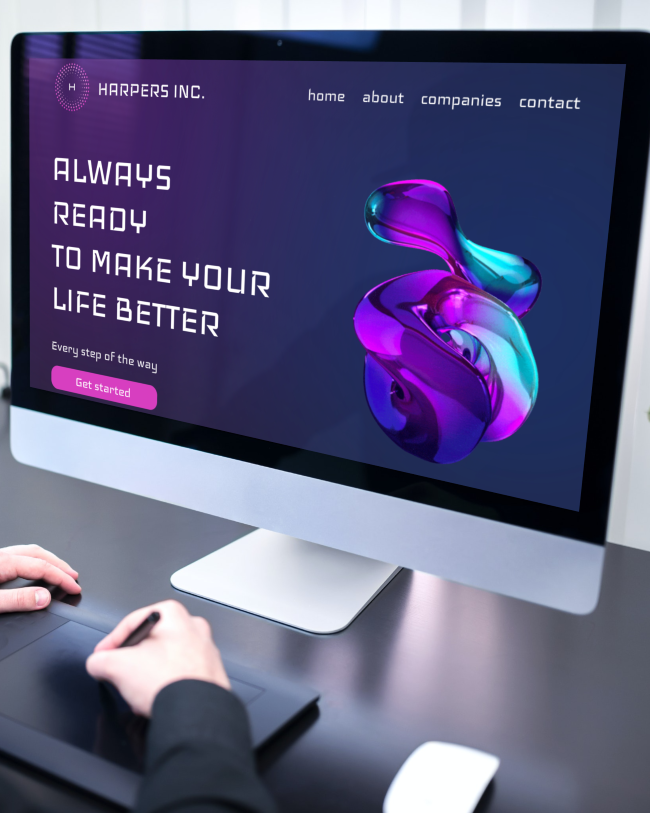 H
HARPERS INC.
home about companies contact
ALWAYS
READY
TO MAKE YOUR
LIFE BETTER
Every step of the way
Get started